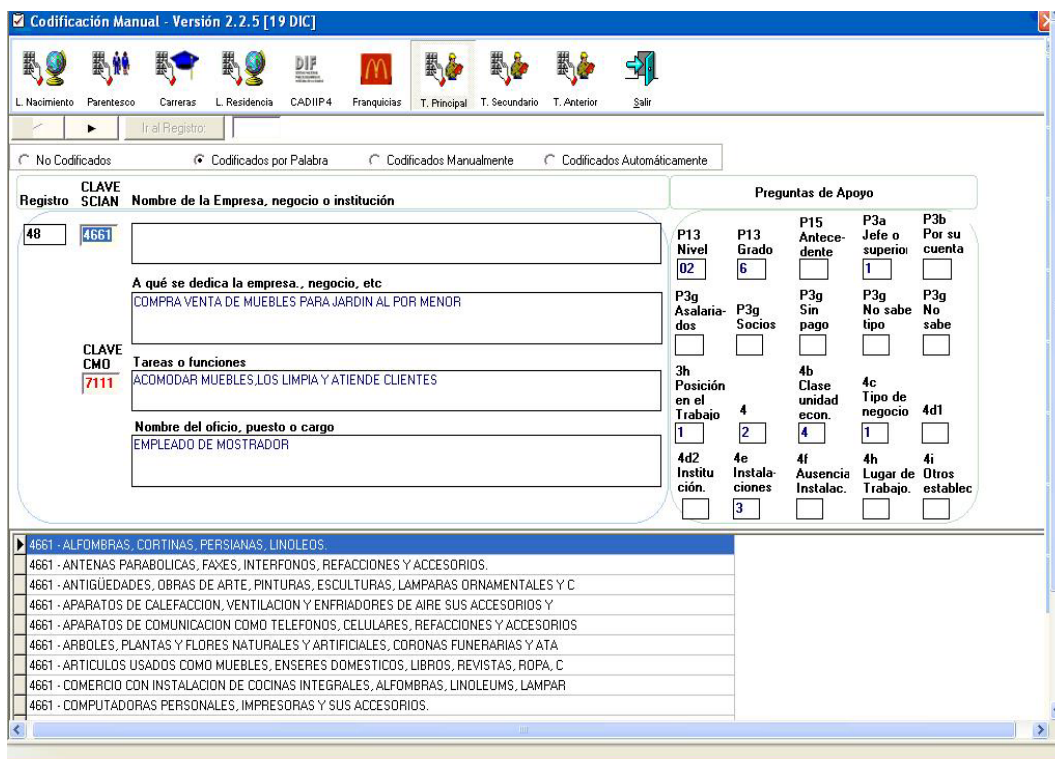 Codificación Manual - Versión 2.2.5 [19 DIC]
DIF
L. Nacimiento Parentesco Carreras L. Residencia CADIIP4 Franquicias T. Principal T. Secundario T. Anterior Salir
Ir al Registro:
No Codificados Codificados por Palabra Codificados Manualmente Codificados Automáticamente
Preguntas de Apoyo
Registro CLAVE SCIAN Nombre de la Empresa, negocio o institución
48 4661
P13 Nivel P13 Grado P15 Antece-dente P3a Jefe o superior P3b Por su cuenta
02 6 1
A qué se dedica la empresa., negocio, etc
COMPRA VENTA DE MUEBLES PARA JARDIN AL POR MENOR
P3g Asalaria-dos P3g Socios P3g Sin pago P3g No sabe tipo P3g No sabe
CLAVE CMO Tareas o funciones
7111 ACOMODAR MUEBLES,LOS LIMPIA Y ATIENDE CLIENTES
3h Posición en el Trabajo 4 4b Clase unidad econ. 4c Tipo de negocio 4d1
1 2 4 1
Nombre del oficio, puesto o cargo
EMPLEADO DE MOSTRADOR
4d2 Institu ción. 4e Instala-ciones 4f Ausencia Instalac. 4h Lugar de Trabajo. 4i Otros establec
3
4661 - ALFOMBRAS, CORTINAS, PERSIANAS, LINOLEOS.
4661 - ANTENAS PARABOLICAS, FAXES, INTERFONOS, REFACCIONES Y ACCESORIOS.
4661 - ANTIGÜEDADES, OBRAS DE ARTE, PINTURAS, ESCULTURAS, LAMPARAS ORNAMENTALES Y C
4661 - APARATOS DE CALEFACCION, VENTILACION Y ENFRIADORES DE AIRE SUS ACCESORIOS Y
4661 - APARATOS DE COMUNICACION COMO TELEFONOS, CELULARES, REFACCIONES Y ACCESORIOS
4661 - ARBOLES, PLANTAS Y FLORES NATURALES Y ARTIFICIALES, CORONAS FUNERARIAS Y ATA
4661 - ARTICULOS USADOS COMO MUEBLES, ENSERES DOMESTICOS, LIBROS, REVISTAS, ROPA, C
4661 - COMERCIO CON INSTALACION DE COCINAS INTEGRALES, ALFOMBRAS, LINOLEUMS, LAMPAR
4661 - COMPUTADORAS PERSONALES, IMPRESORAS Y SUS ACCESORIOS.